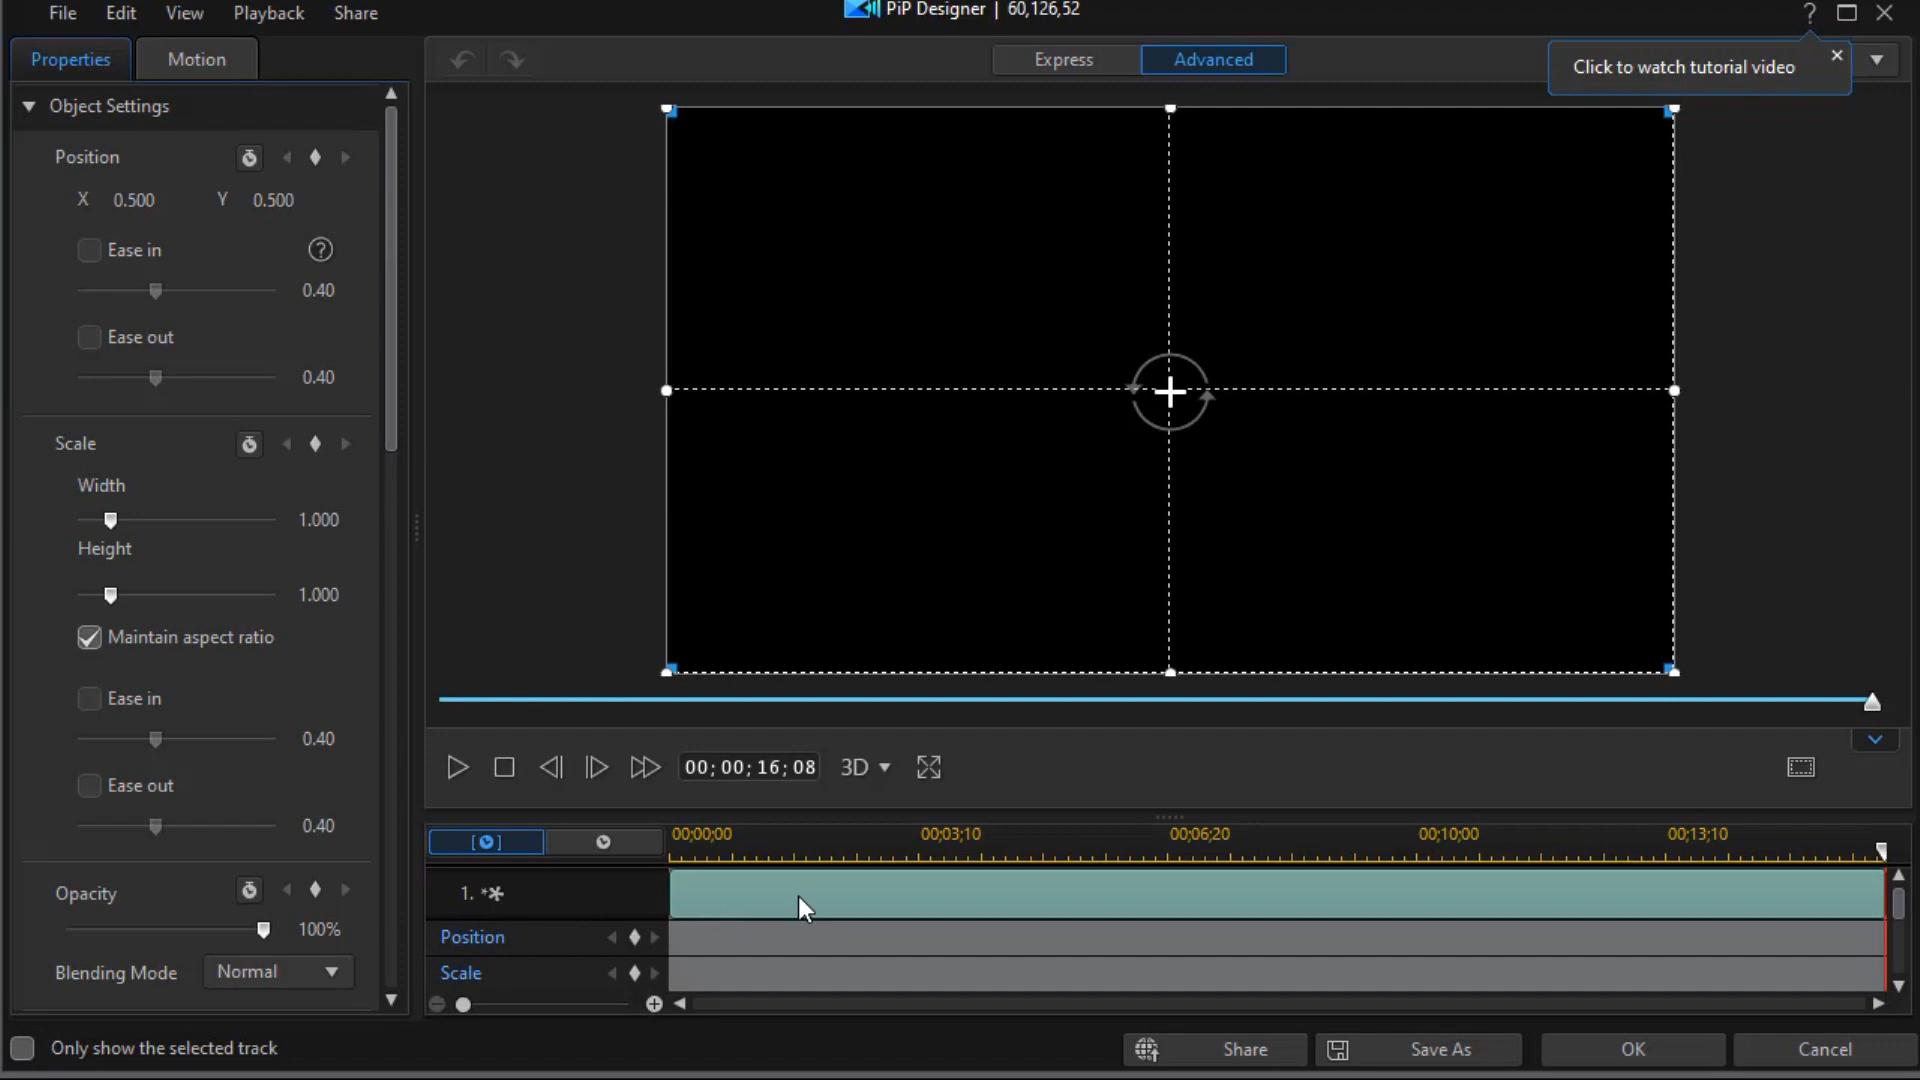 File Edit View Playback Share
PiP Designer | 60,126,52
?
Properties Motion
Express Advanced
Click to watch tutorial video
Object Settings
Position
X 0.500 Y 0.500
Ease in ?
0.40
Ease out
0.40
Scale
Width
1.000
Height
1.000
Maintain aspect ratio
Ease in
0.40
Ease out
0.40
Opacity
100%
Blending Mode Normal
00;00;16;08 3D
00;00;00 00;03;10 00;06;20 00;10;00 00;13;10
1.
Position
Scale
Only show the selected track
Share Save As OK Cancel